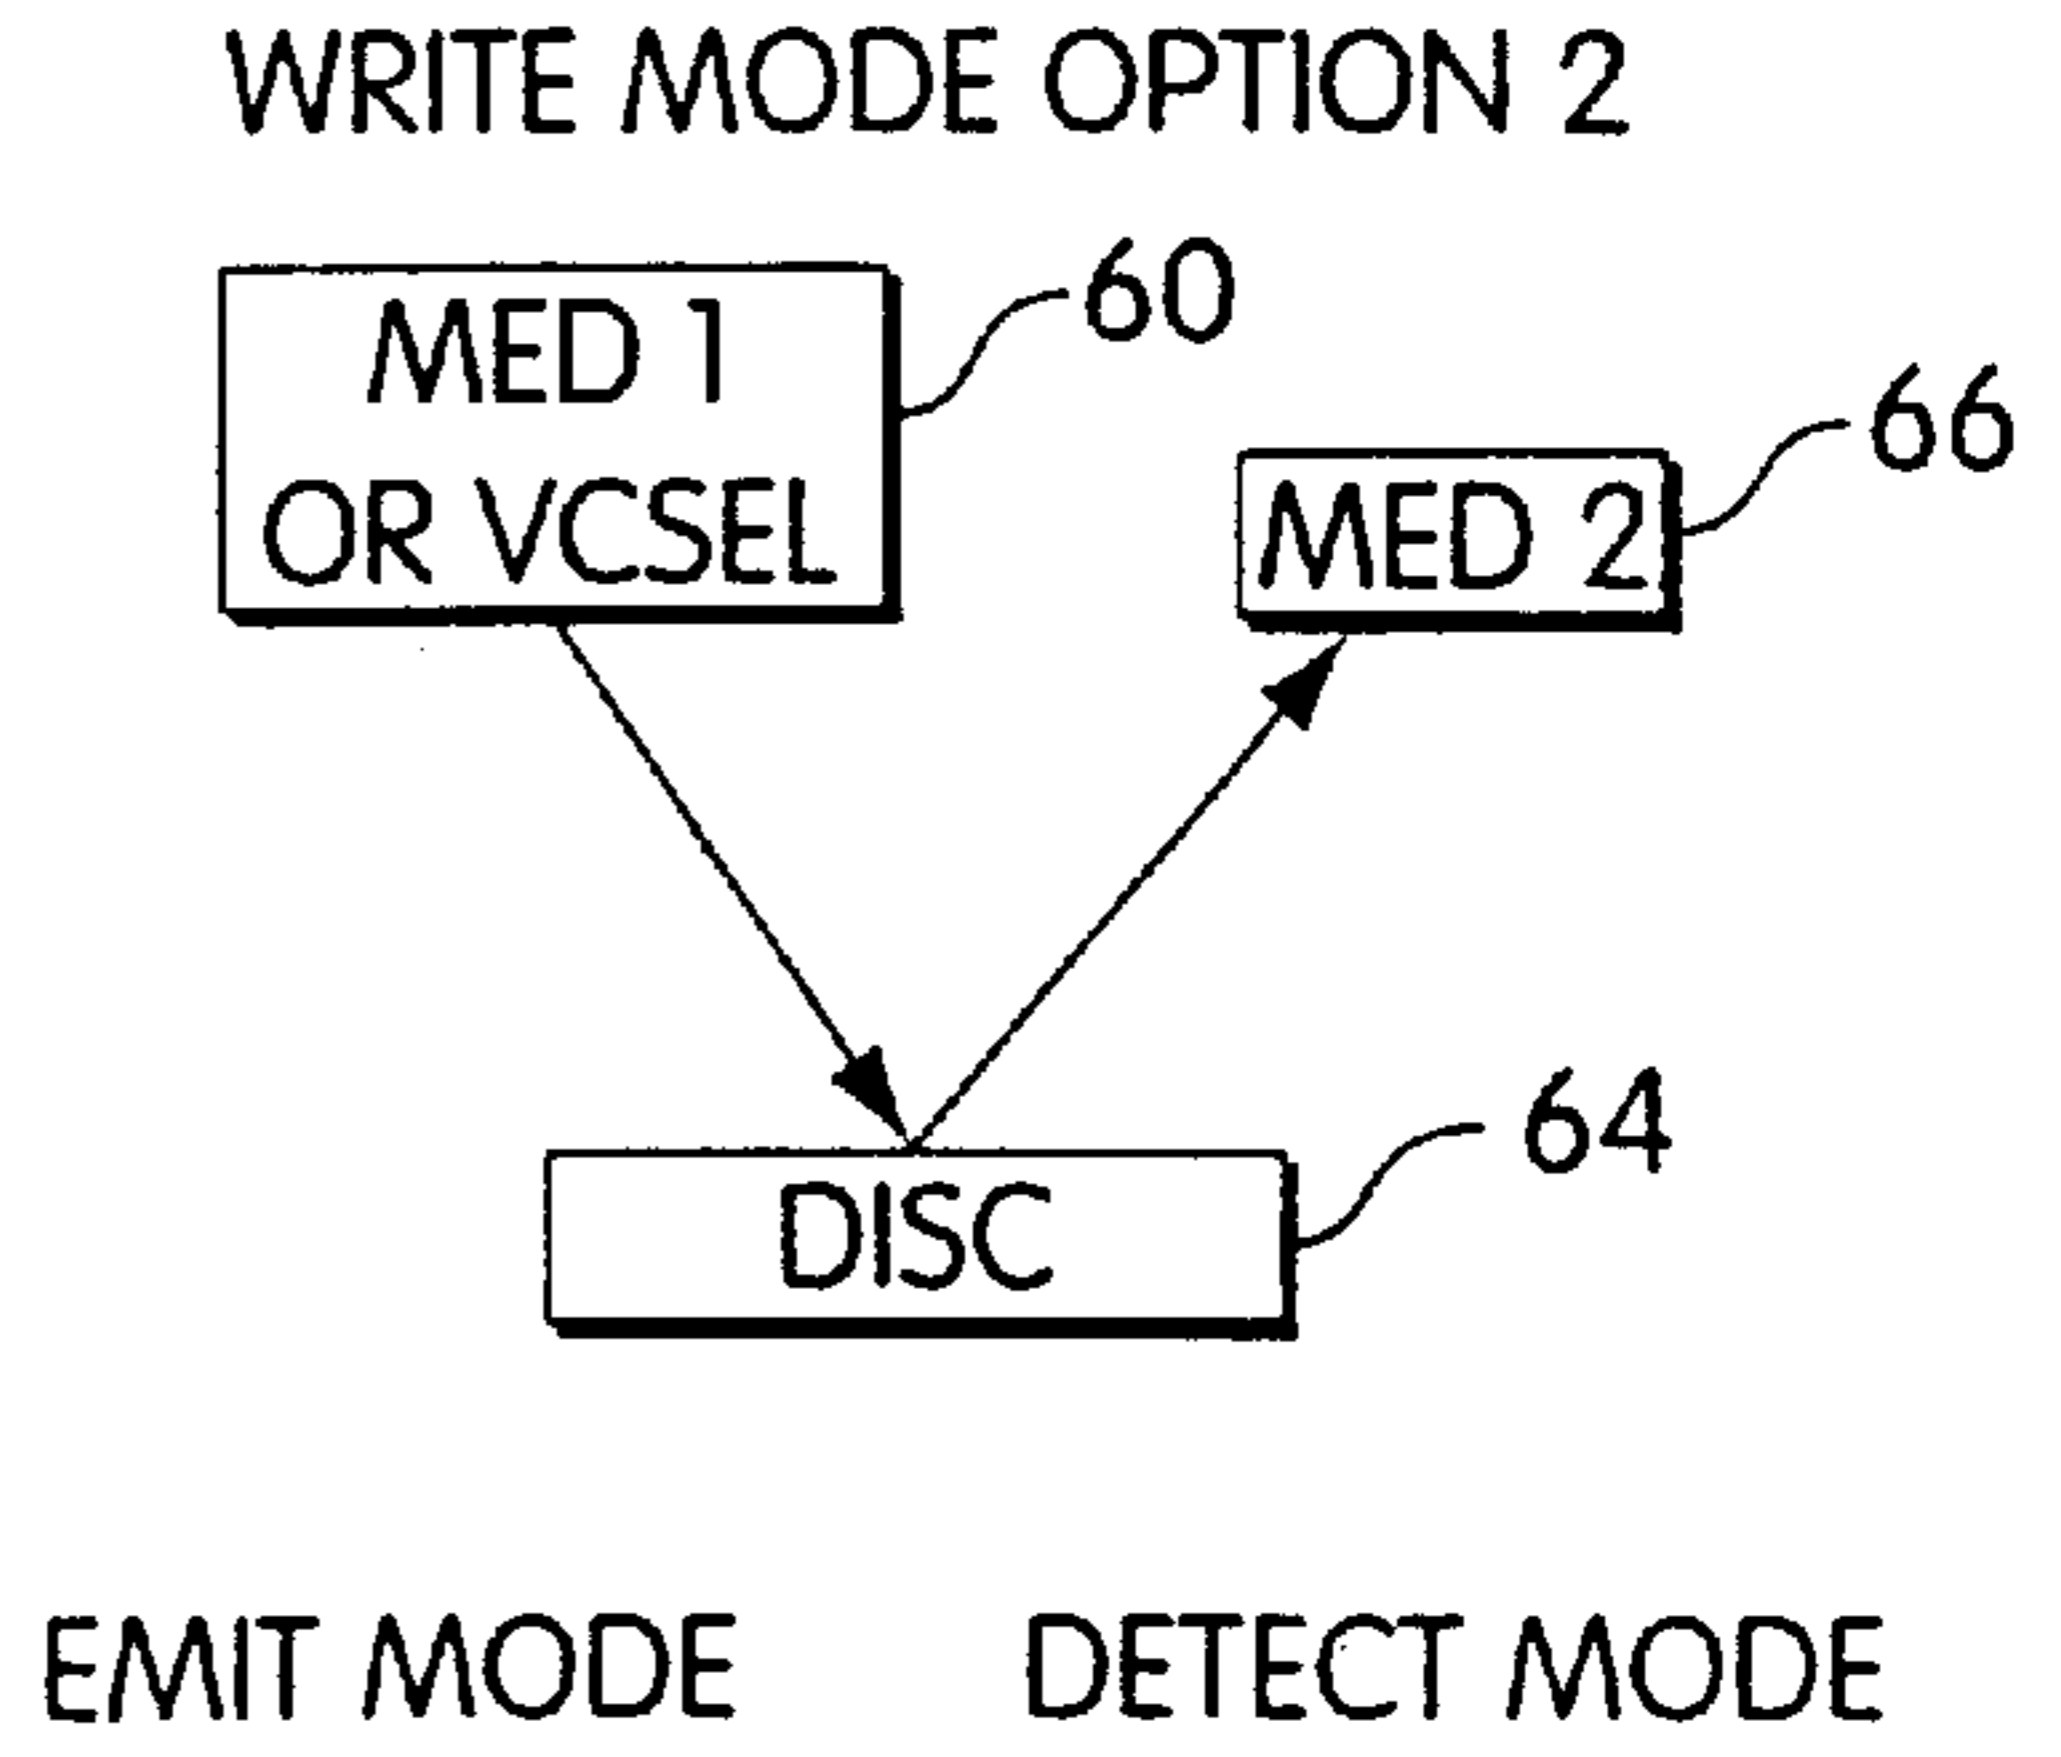 WRITE MODE OPTION 2
MED 1
OR VCSEL
60
MED 2
66
DISC
64
EMIT MODE
DETECT MODE